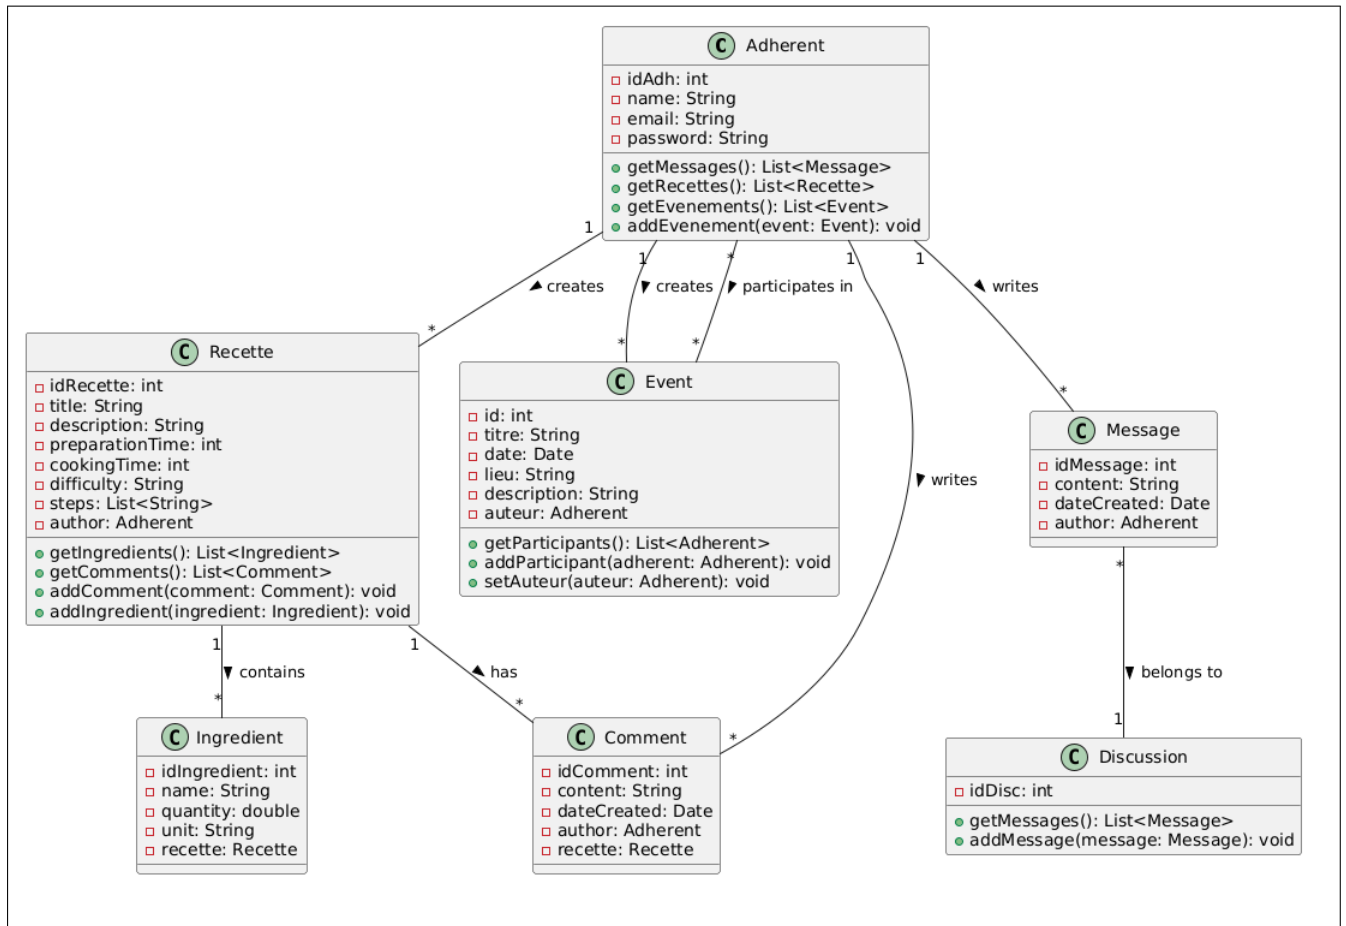 C Adherent
idAdh: int
name: String
email: String
password: String
getMessages(): List<Message>
getRecettes(): List<Recette>
getEvenements(): List<Event>
addEvenement(event: Event): void
1
1
*
1
1
creates
creates
participates in
writes
*
*
*
*
C Recette
idRecette: int
title: String
description: String
preparationTime: int
cookingTime: int
difficulty: String
steps: List<String>
author: Adherent
getIngredients(): List<Ingredient>
getComments(): List<Comment>
addComment(comment: Comment): void
addIngredient(ingredient: Ingredient): void
C Event
id: int
titre: String
date: Date
lieu: String
description: String
auteur: Adherent
getParticipants(): List<Adherent>
addParticipant(adherent: Adherent): void
setAuteur(auteur: Adherent): void
writes
C Message
idMessage: int
content: String
dateCreated: Date
author: Adherent
1
1
*
contains
has
belongs to
*
*
*
1
C Ingredient
idIngredient: int
name: String
quantity: double
unit: String
recette: Recette
C Comment
idComment: int
content: String
dateCreated: Date
author: Adherent
recette: Recette
C Discussion
idDisc: int
getMessages(): List<Message>
addMessage(message: Message): void